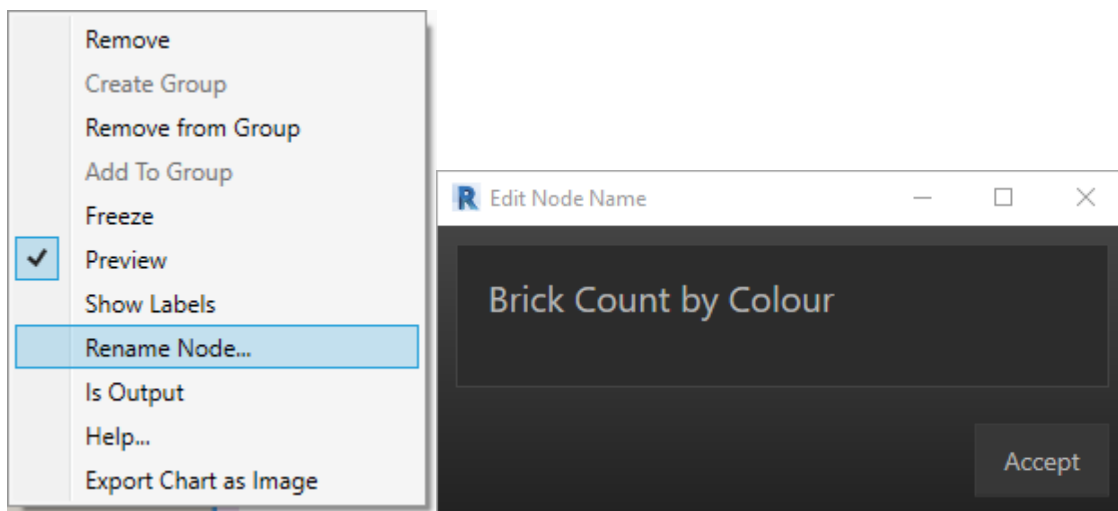 Remove
Create Group
Remove from Group
Add To Group
Freeze
Preview
Show Labels
Rename Node...
Is Output
Help...
Export Chart as Image
R Edit Node Name
Brick Count by Colour
Accept